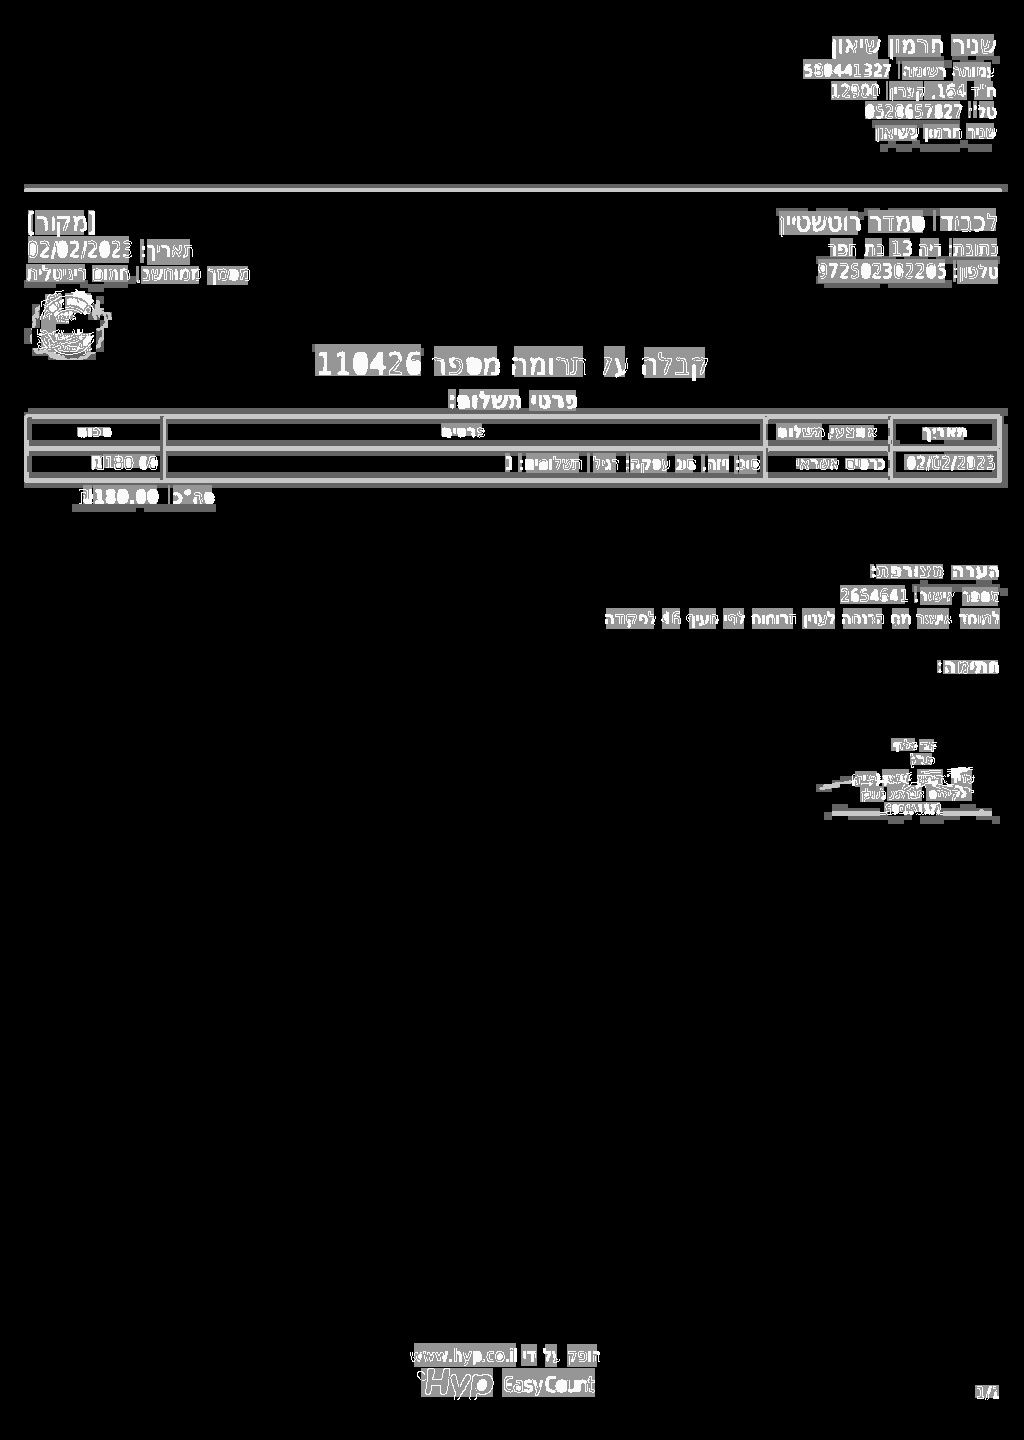 שניר חרמון שיאון
עמותה רשומה: 580441327
ת"ד 164, קצרין, 12900
טל': 0528657827
שניר חרמון שיאון
[מקור]
תאריך: 02/02/2023
מסמך ממוחשב, חתום דיגיטלית
לכבוד: סמדר רוטשטיין
כתובת: 13 בת חפר
טלפון: 972502302205
קבלה על תרומה מספר 110426
פרטי תשלום:
תאריך אמצעי תשלום פרטים סכום
02/02/2023 כרטיס אשראי סוג: ויזה, סוג עסקה: רגיל, תשלומים: 1 ₪180.00
סה"כ: ₪180.00
הערה מצורפת:
מספר אישור: 2654641
למוסד אישור מס הכנסה לענין תרומות לפי סעיף 46 לפקודה
חתימה:
הופק על ידי www.hyp.co.il
Hyp EasyCount
1/1